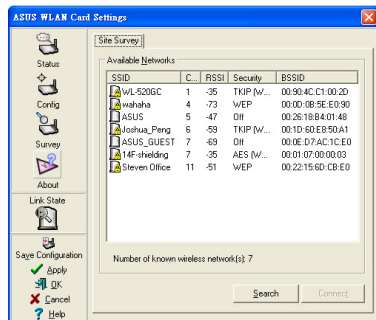 ASUS WLAN Card Settings
Status
Config
Survey
About
Link State
Save Configuration
Apply
OK
Cancel
Help
Site Survey
Available Networks
SSID C... RSSI Security BSSID
WL-520GC 1 -35 TKIP (W... 00:90:4C:C1:00:2D
wahaha 4 -73 WEP 00:0D:0B:5E:E0:90
ASUS 5 -47 Off 00:26:18:B4:01:48
Joshua_Peng 6 -59 TKIP (W... 00:1D:60:E8:50:A1
ASUS_GUEST 7 -69 Off 00:0E:D7:AC:1C:E0
14F-shielding 7 -35 AES (W... 00:01:07:00:00:03
Steven Office 11 -51 WEP 00:22:15:6D:CB:E0
Number of known wireless network(s): 7
Search
Connect